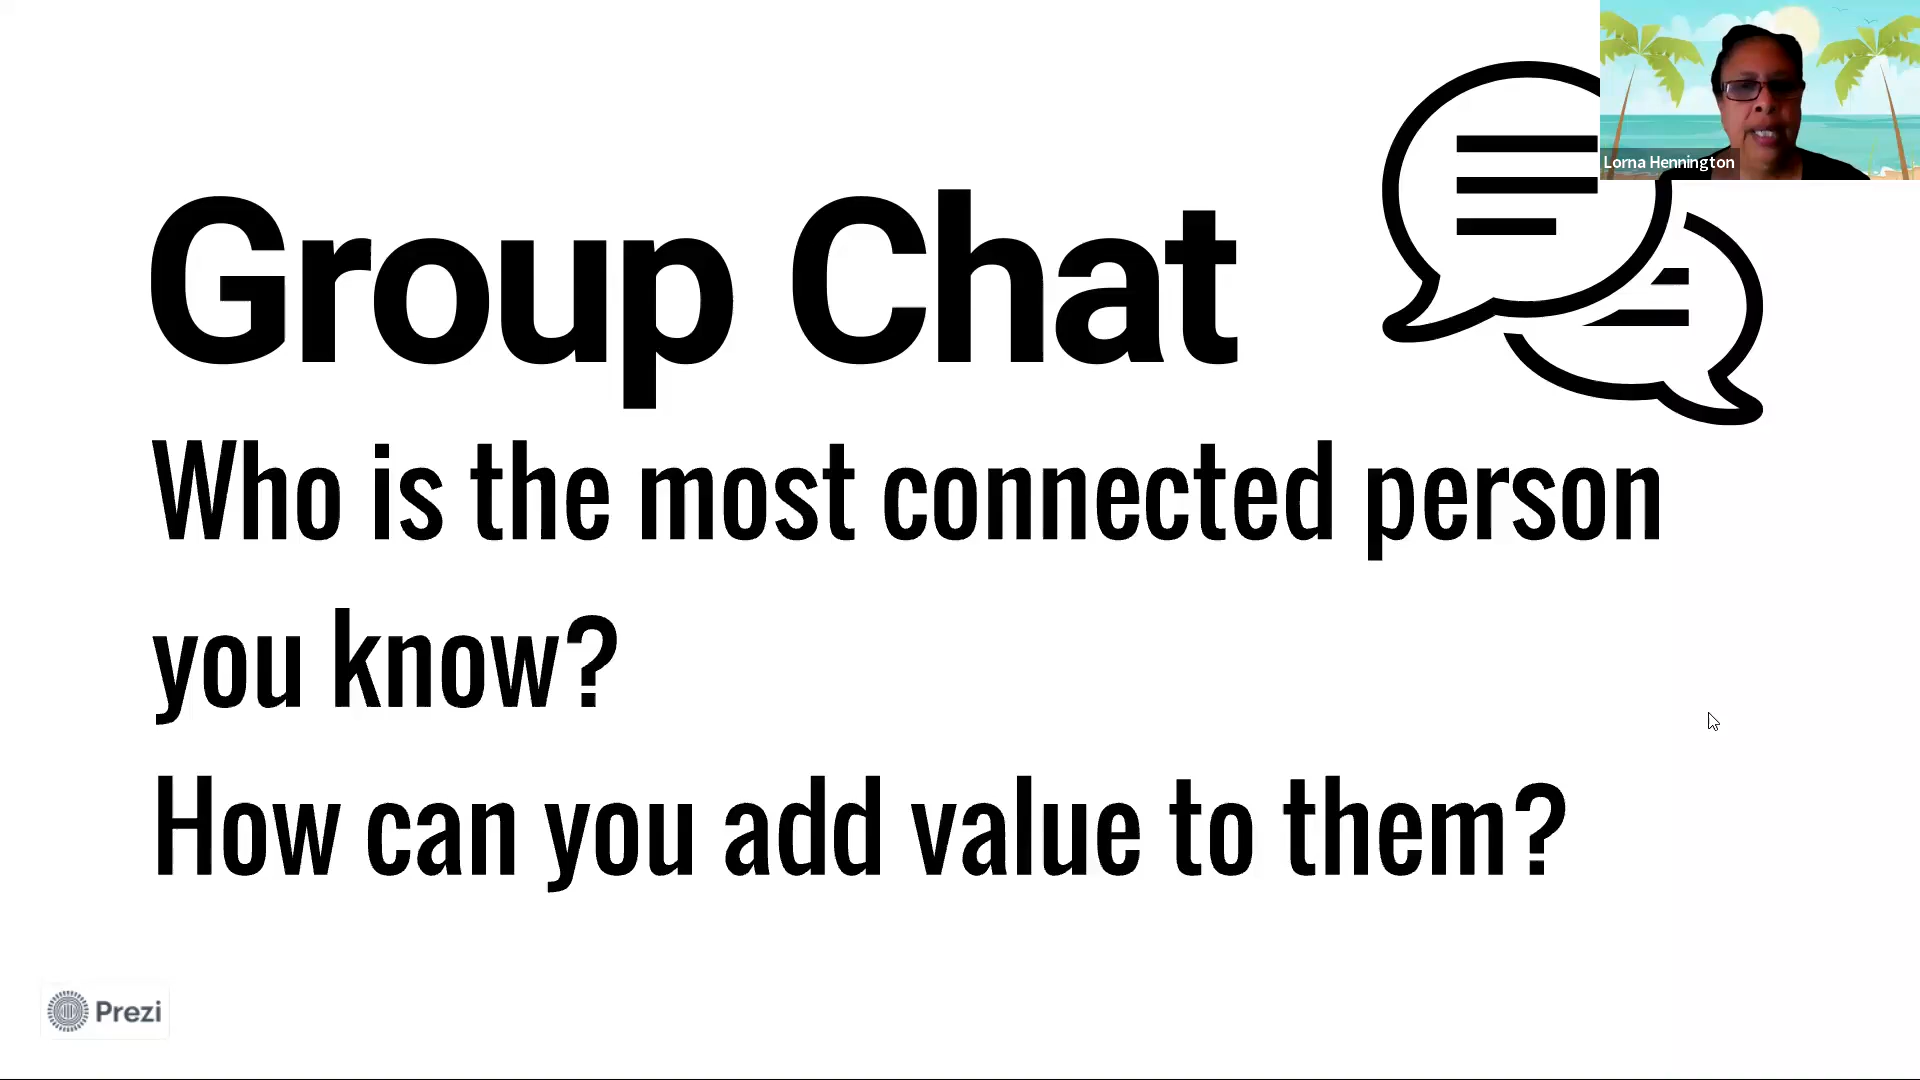 Lorna Hennington
Group Chat
Who is the most connected person
you know?
How can you add value to them?
Prezi